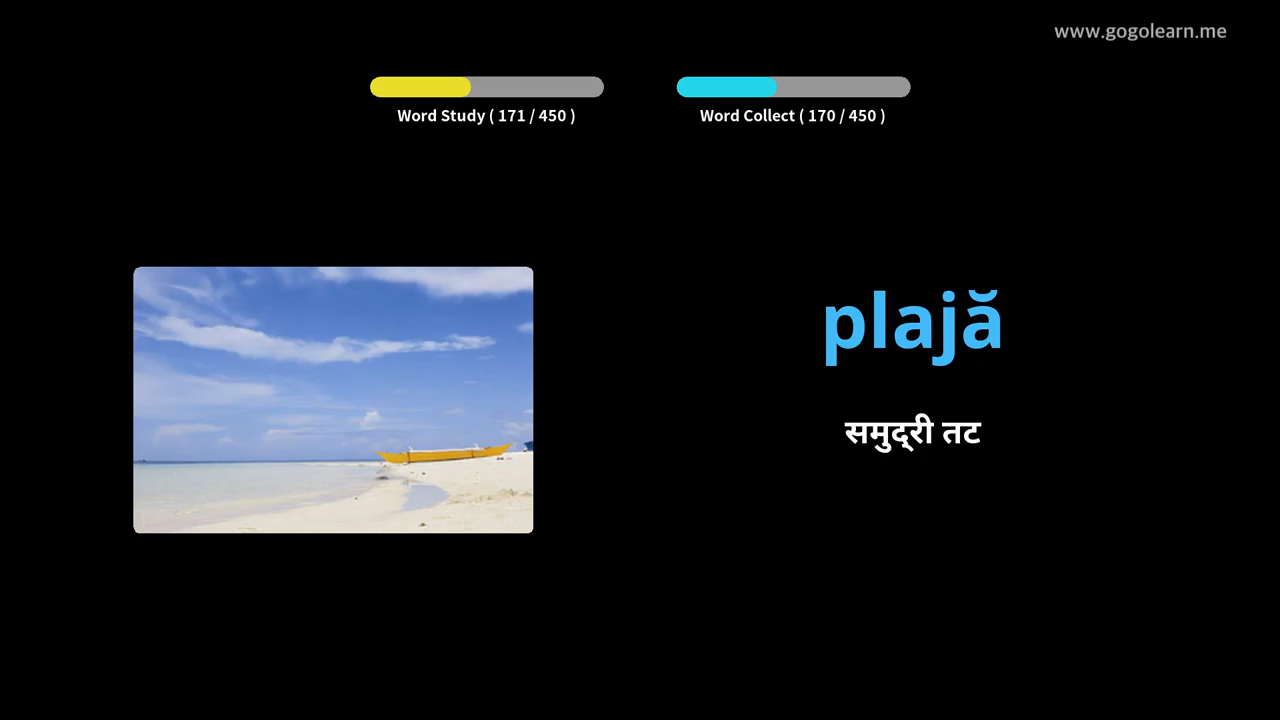 www.gogolearn.me
Word Study ( 171 / 450 )
Word Collect ( 170 / 450 )
plajă
समुद्री तट